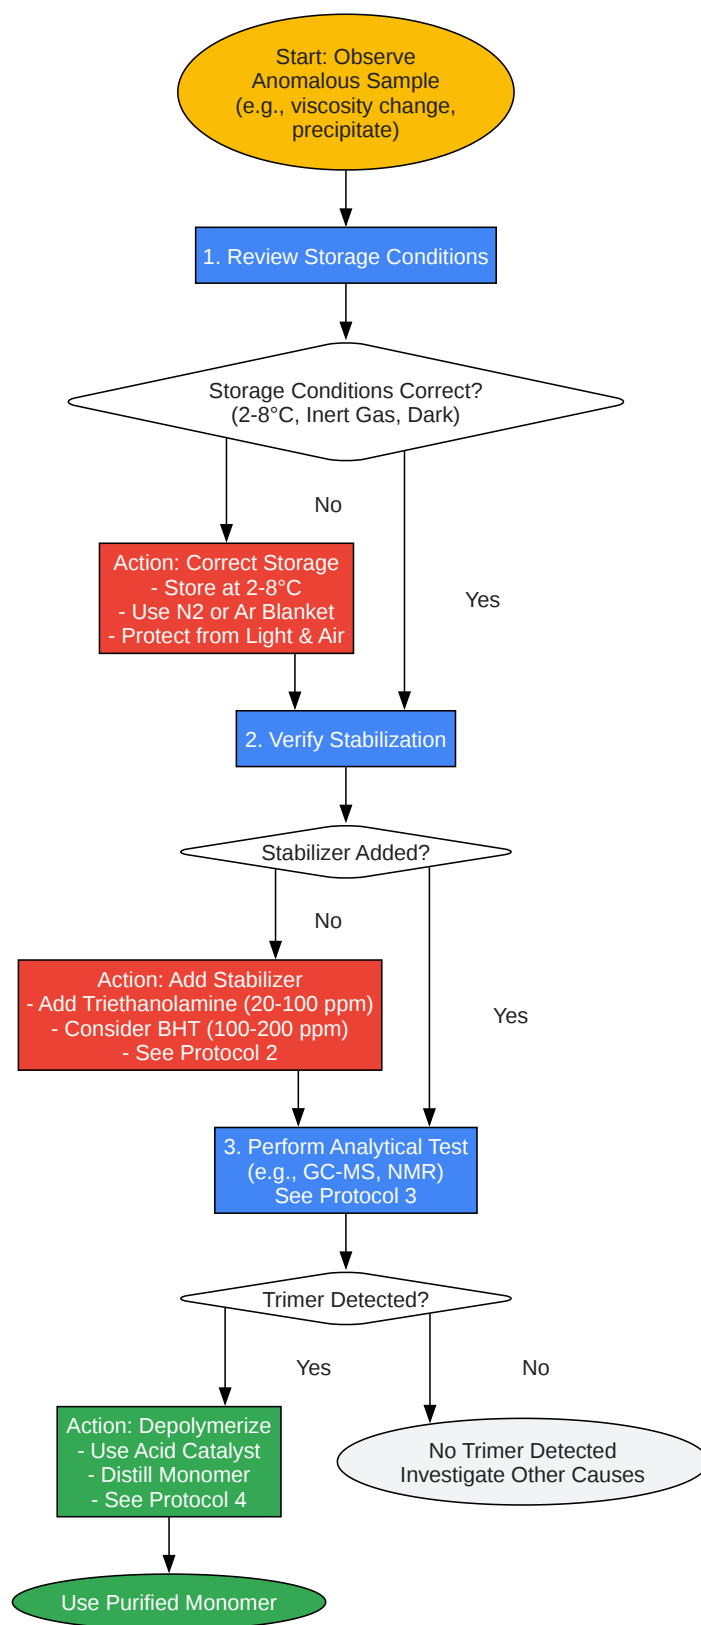 Start: Observe
Anomalous Sample
(e.g., viscosity change,
precipitate)
1. Review Storage Conditions
Storage Conditions Correct?
(2-8°C, Inert Gas, Dark)
No
Action: Correct Storage
- Store at 2-8°C
- Use N2 or Ar Blanket
- Protect from Light & Air
Yes
2. Verify Stabilization
Stabilizer Added?
No
Action: Add Stabilizer
- Add Triethanolamine (20-100 ppm)
- Consider BHT (100-200 ppm)
- See Protocol 2
Yes
3. Perform Analytical Test
(e.g., GC-MS, NMR)
See Protocol 3
Trimer Detected?
Yes
No
Action: Depolymerize
- Use Acid Catalyst
- Distill Monomer
- See Protocol 4
No Trimer Detected
Investigate Other Causes
Use Purified Monomer